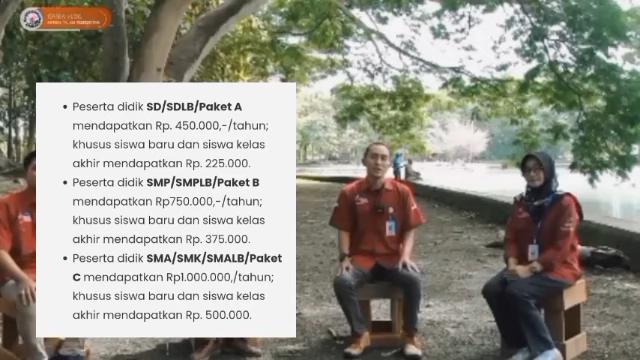 Peserta didik SD/SDLB/Paket A
mendapatkan Rp. 450.000,-/tahun;
khusus siswa baru dan siswa kelas
akhir mendapatkan Rp. 225.000.
Peserta didik SMP/SMPLB/Paket B
mendapatkan Rp750.000,-/tahun;
khusus siswa baru dan siswa kelas
akhir mendapatkan Rp. 375.000.
Peserta didik SMA/SMK/SMALB/Paket
C mendapatkan Rp1.000.000,/tahun;
khusus siswa baru dan siswa kelas
akhir mendapatkan Rp. 500.000.